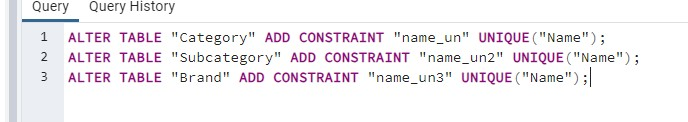 Query Query History
1 ALTER TABLE "Category" ADD CONSTRAINT "name_un" UNIQUE("Name");
2 ALTER TABLE "Subcategory" ADD CONSTRAINT "name_un2" UNIQUE("Name");
3 ALTER TABLE "Brand" ADD CONSTRAINT "name_un3" UNIQUE("Name");